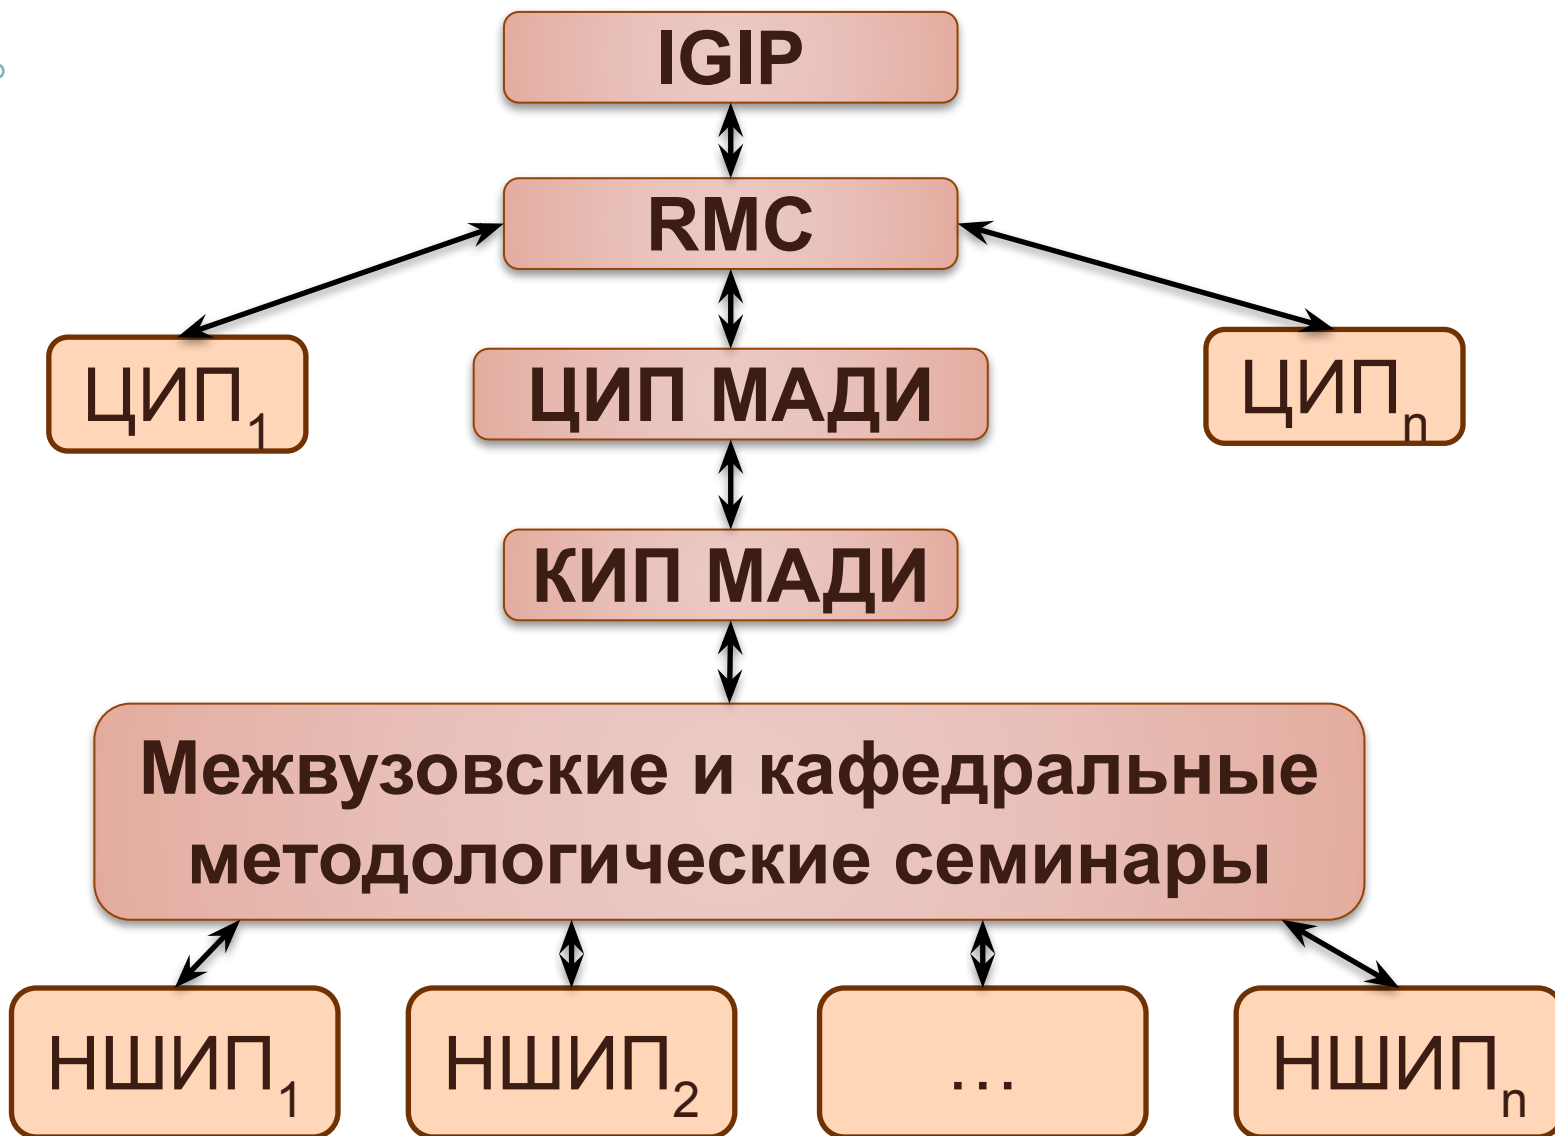 IGIP
RMC
ЦИП1
ЦИП МАДИ
ЦИПn
КИП МАДИ
Межвузовские и кафедральные
методологические семинары
НШИП1
НШИП2
…
НШИПn